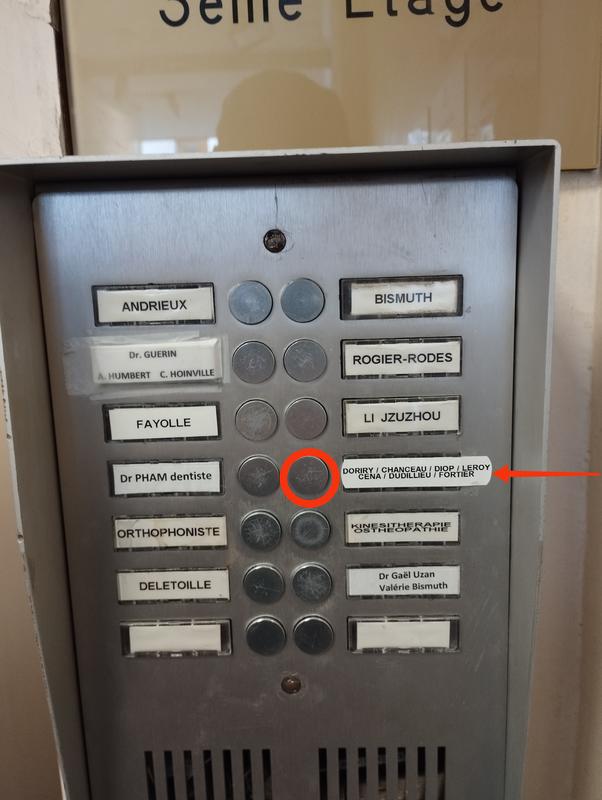 3ème Etage
ANDRIEUX
BISMUTH
Dr. GUERIN
A. HUMBERT C. HOINVILLE
ROGIER-RODES
FAYOLLE
LI JZUZHOU
Dr PHAM dentiste
DORIRY / CHANCEAU / DIOP / LEROY
CENA / DUDILLIEU / FORTIER
ORTHOPHONISTE
KINESITHERAPIE
OSTHEOPATHIE
DELETOILLE
Dr Gaël Uzan
Valérie Bismuth